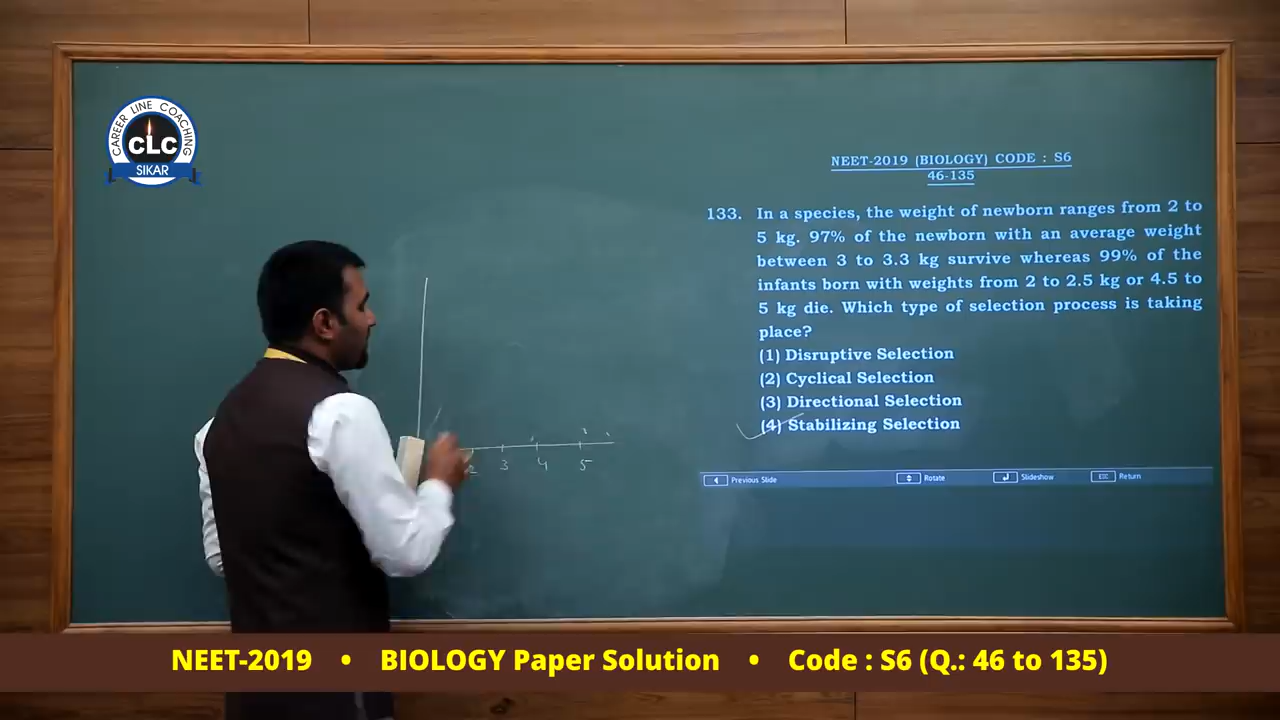 CAREER LINE COACHING
CLC
SIKAR
NEET-2019 (BIOLOGY) CODE : S6
46-135
133. In a species, the weight of newborn ranges from 2 to
5 kg. 97% of the newborn with an average weight
between 3 to 3.3 kg survive whereas 99% of the
infants born with weights from 2 to 2.5 kg or 4.5 to
5 kg die. Which type of selection process is taking
place?
(1) Disruptive Selection
(2) Cyclical Selection
(3) Directional Selection
(4) Stabilizing Selection
2 3 4 5
Previous Slide Rotate Slideshow ESC Return
NEET-2019 • BIOLOGY Paper Solution • Code : S6 (Q.: 46 to 135)